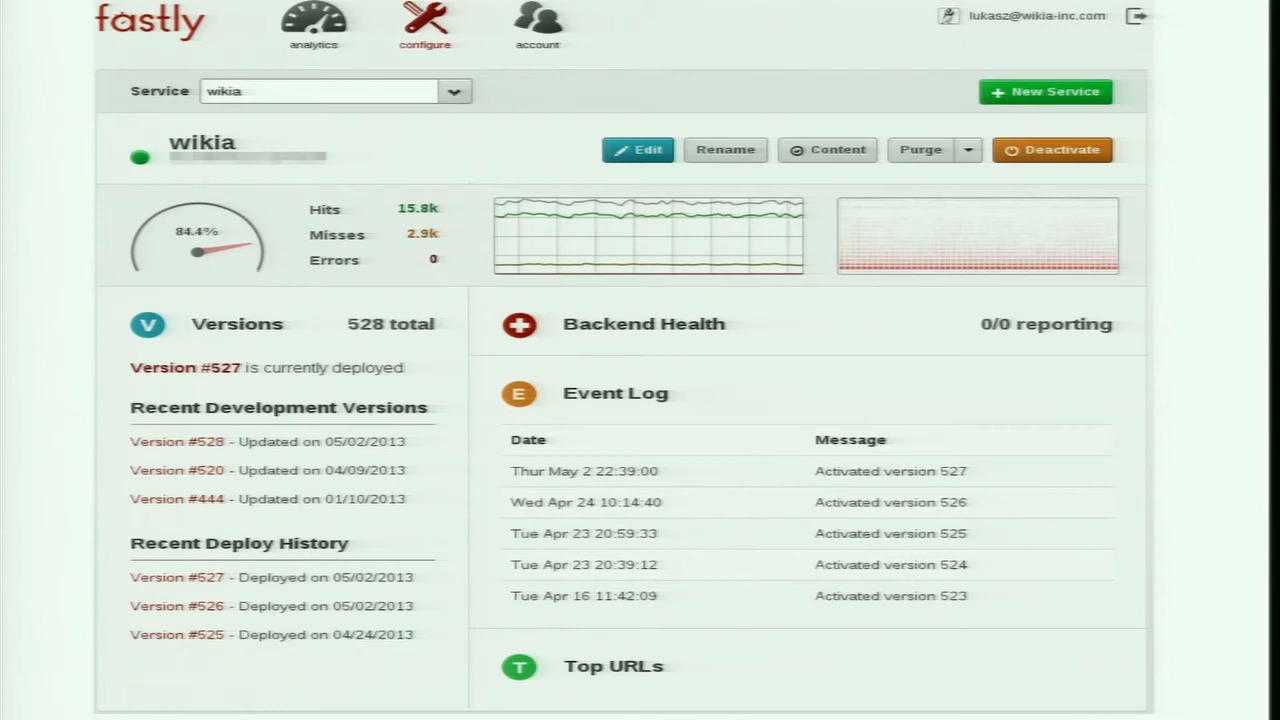 fastly
analytics configure account
lukasz@wikia-inc.com
Service wikia
+ New Service
wikia
Edit Rename Content Purge Deactivate
84.4%
Hits 15.8k
Misses 2.9k
Errors 0
V Versions 528 total
Version #527 is currently deployed
Recent Development Versions
Version #528 - Updated on 05/02/2013
Version #520 - Updated on 04/09/2013
Version #444 - Updated on 01/10/2013
Recent Deploy History
Version #527 - Deployed on 05/02/2013
Version #526 - Deployed on 05/02/2013
Version #525 - Deployed on 04/24/2013
Backend Health 0/0 reporting
E Event Log
Date Message
Thur May 2 22:39:00 Activated version 527
Wed Apr 24 10:14:40 Activated version 526
Tue Apr 23 20:59:33 Activated version 525
Tue Apr 23 20:39:12 Activated version 524
Tue Apr 16 11:42:09 Activated version 523
T Top URLs